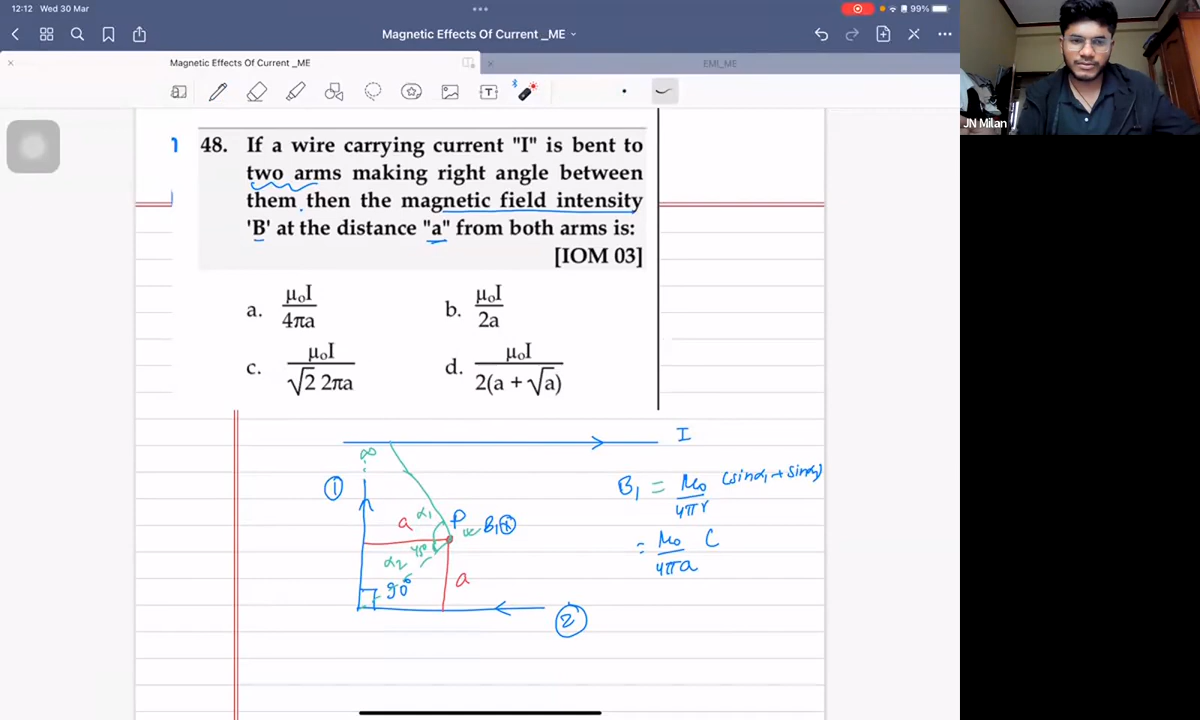 12:12 Wed 30 Mar
99%
Magnetic Effects Of Current _ME
Magnetic Effects Of Current _ME
EMI_ME
T
JN Milan
48. If a wire carrying current "I" is bent to
two arms making right angle between
them then the magnetic field intensity
'B' at the distance "a" from both arms is:
[IOM 03]
a. μ₀I / 4πa
b. μ₀I / 2a
c. μ₀I / √2 2πa
d. μ₀I / 2(a + √a)
I
∞
1
α₁
a
P
B₁
45°
α₂
90°
a
2
B₁ = μ₀ / 4πr (sinα₁ + sinα₂)
= μ₀ / 4πa (